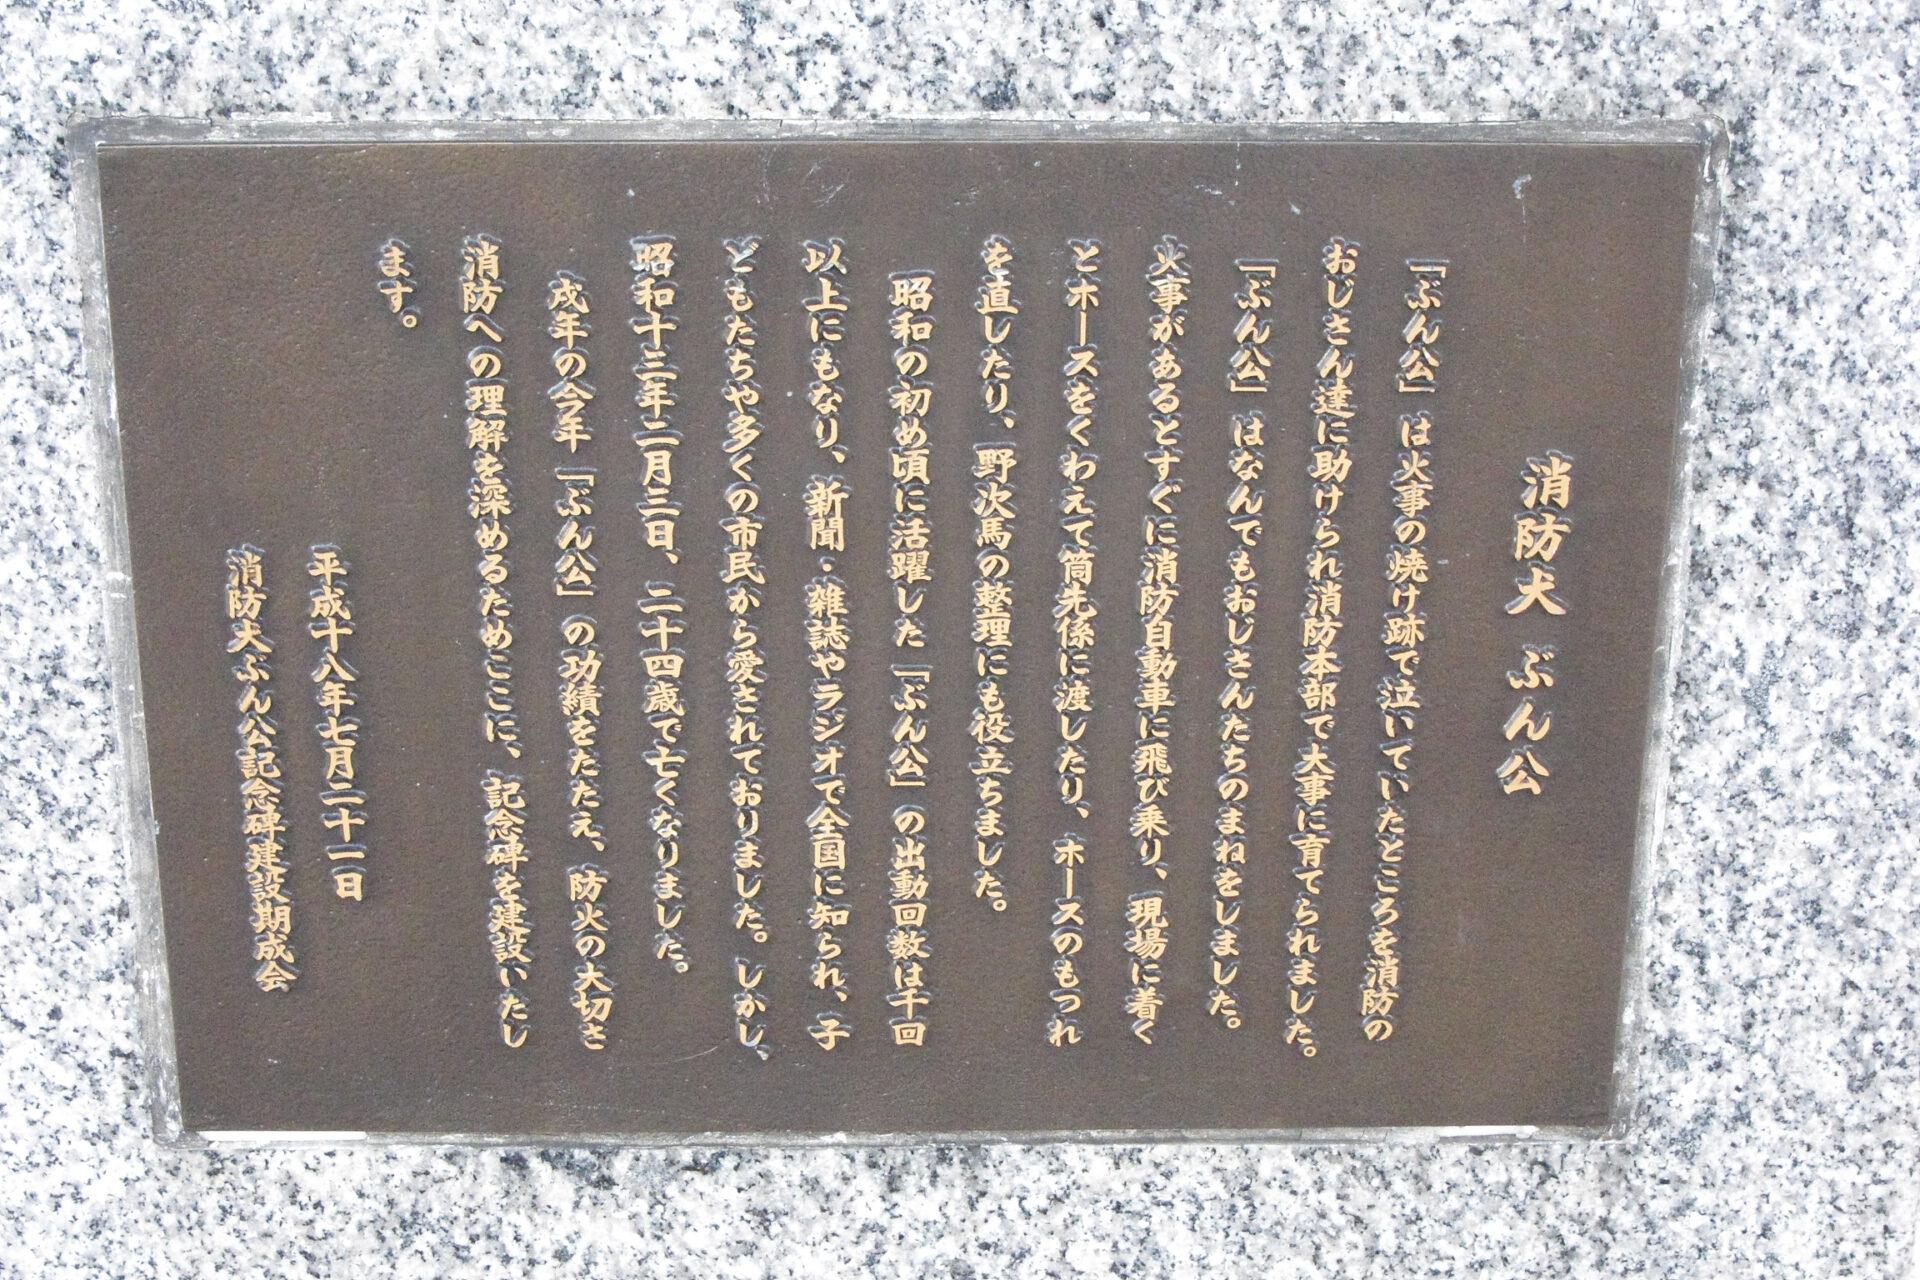 消防犬 ぶん公
「ぶん公」は火事の焼け跡で泣いていたところを消防の
おじさん達に助けられ消防本部で大事に育てられました。
「ぶん公」はなんでもおじさんたちのまねをしました。
火事があるとすぐに消防自動車に飛び乗り、現場に着く
とホースをくわえて筒先係に渡したり、ホースのもつれ
を直したり、野次馬の整理にも役立ちました。
昭和の初め頃に活躍した「ぶん公」の出動回数は千回
以上にもなり、新聞・雑誌やラジオで全国に知られ、子
どもたちや多くの市民から愛されておりました。しかし、
昭和十三年二月三日、二十四歳で亡くなりました。
戌年の今年「ぶん公」の功績をたたえ、防火の大切さ
消防への理解を深めるためここに、記念碑を建設いたし
ます。
平成十八年七月二十一日
消防犬ぶん公記念碑建設期成会